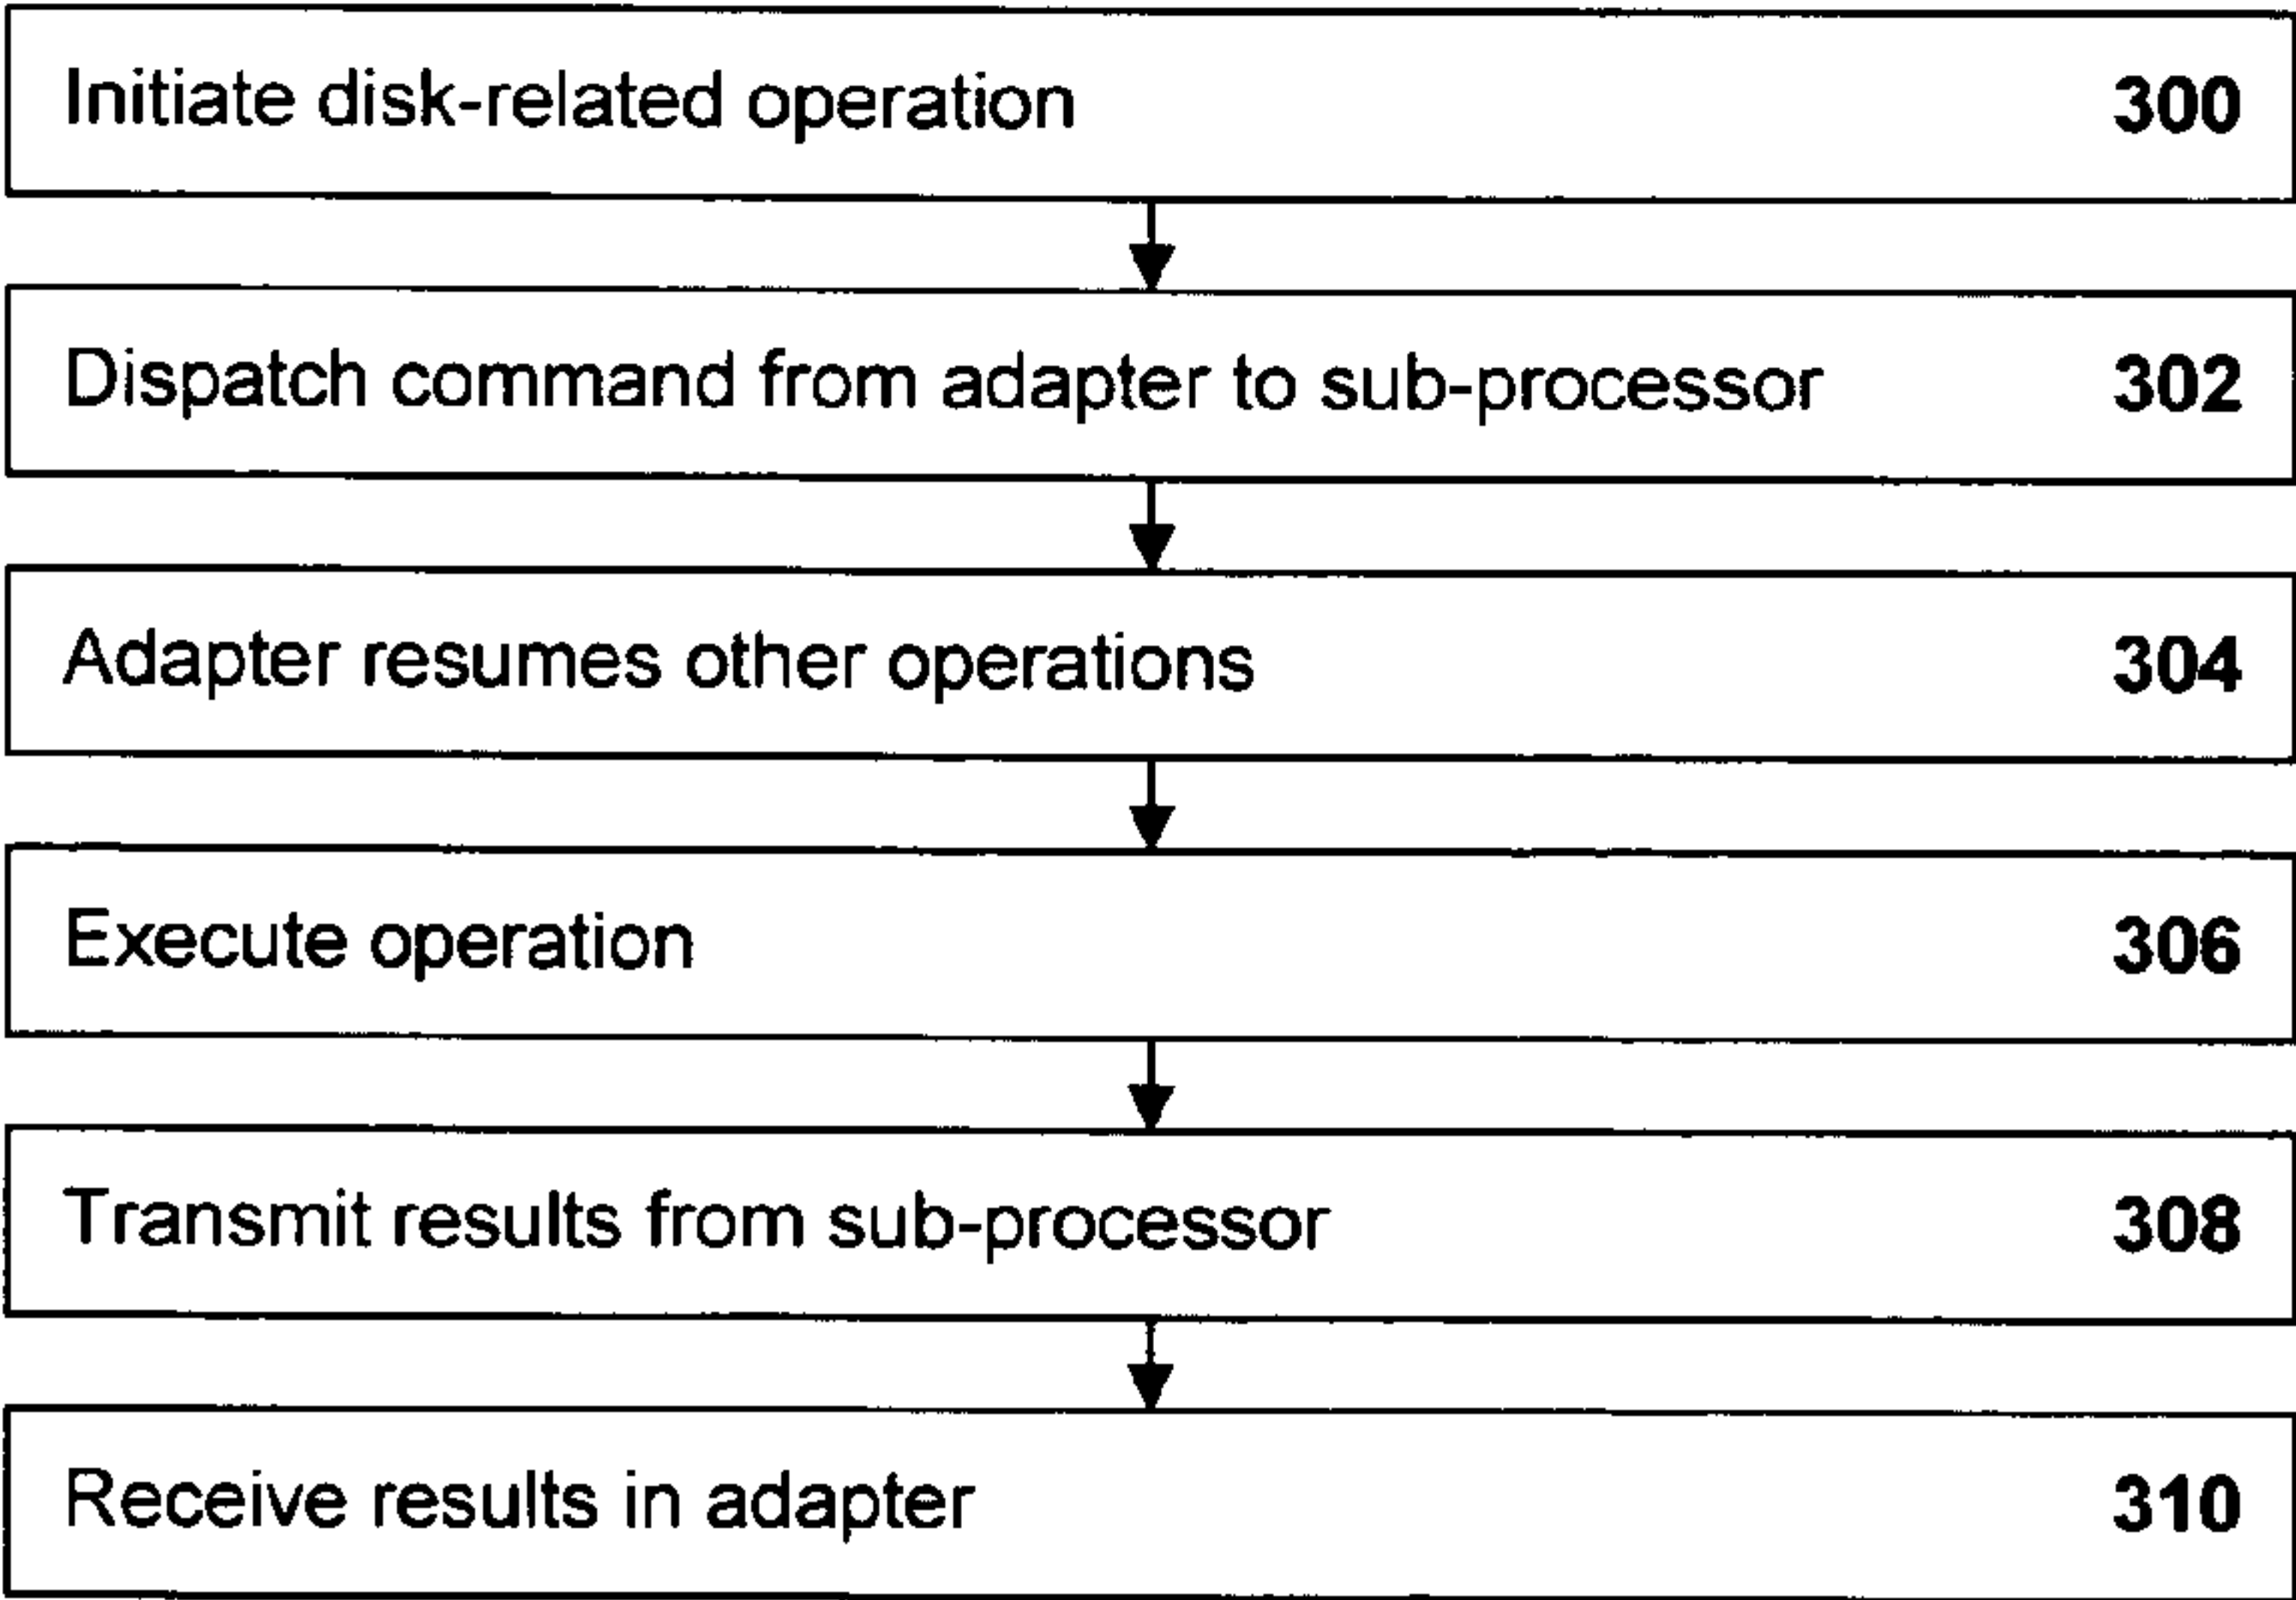 Initiate disk-related operation 300
Dispatch command from adapter to sub-processor 302
Adapter resumes other operations 304
Execute operation 306
Transmit results from sub-processor 308
Receive results in adapter 310